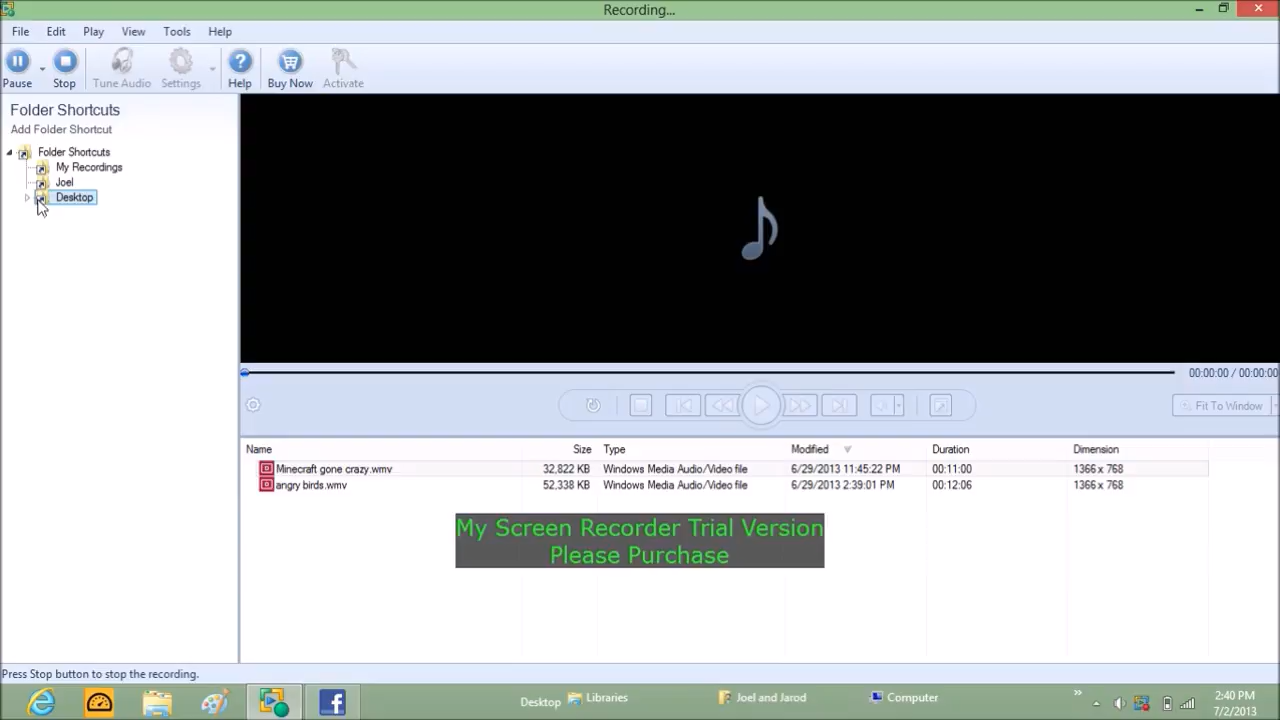 Recording...
File Edit Play View Tools Help
Pause Stop Tune Audio Settings Help Buy Now Activate
Folder Shortcuts
Add Folder Shortcut
Folder Shortcuts
My Recordings
Joel
Desktop
00:00:00 / 00:00:00
Fit To Window
Name Size Type Modified Duration Dimension
Minecraft gone crazy.wmv 32,822 KB Windows Media Audio/Video file 6/29/2013 11:45:22 PM 00:11:00 1366 x 768
angry birds.wmv 52,338 KB Windows Media Audio/Video file 6/29/2013 2:39:01 PM 00:12:06 1366 x 768
My Screen Recorder Trial Version
Please Purchase
Press Stop button to stop the recording.
Desktop Libraries Joel and Jarod Computer
2:40 PM
7/2/2013